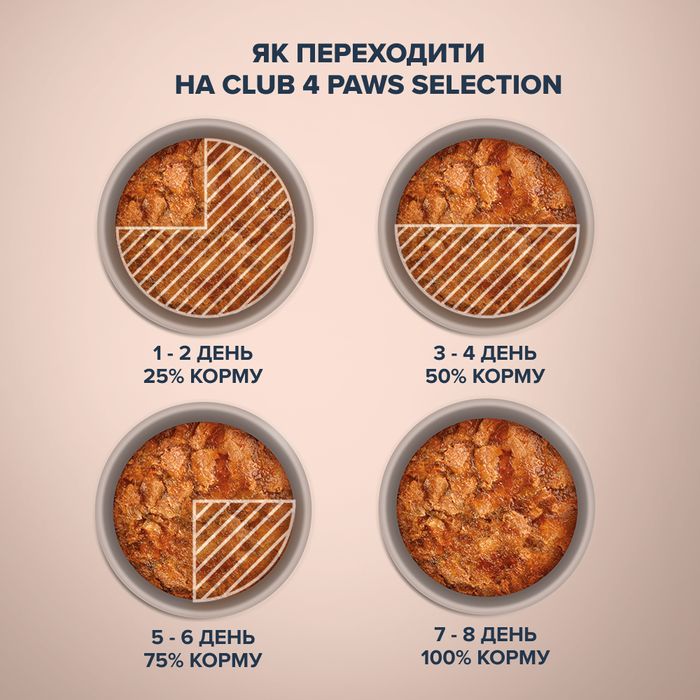 ЯК ПЕРЕХОДИТИ
НА CLUB 4 PAWS SELECTION
1 - 2 ДЕНЬ
25% КОРМУ
3 - 4 ДЕНЬ
50% КОРМУ
5 - 6 ДЕНЬ
75% КОРМУ
7 - 8 ДЕНЬ
100% КОРМУ